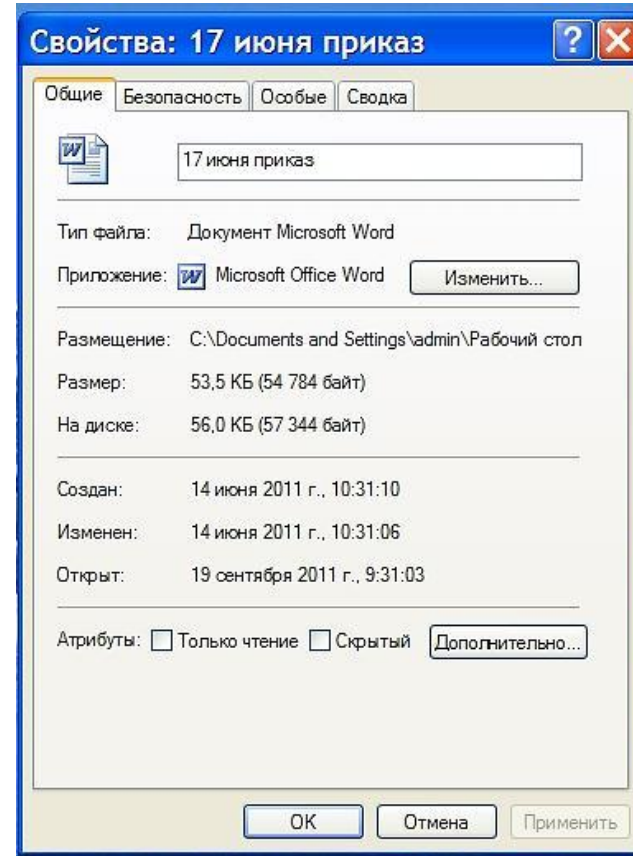 Свойства: 17 июня приказ
Общие Безопасность Особые Сводка
17 июня приказ
Тип файла: Документ Microsoft Word
Приложение: Microsoft Office Word Изменить...
Размещение: C:\Documents and Settings\admin\Рабочий стол
Размер: 53,5 КБ (54 784 байт)
На диске: 56,0 КБ (57 344 байт)
Создан: 14 июня 2011 г., 10:31:10
Изменен: 14 июня 2011 г., 10:31:06
Открыт: 19 сентября 2011 г., 9:31:03
Атрибуты: Только чтение Скрытый Дополнительно...
ОК Отмена Применить